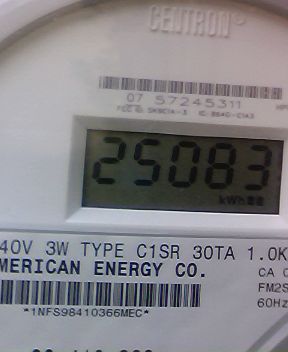 CENTRON®
07 57245311
25083
kWh
40V 3W TYPE C1SR 30TA 1.0K
MERICAN ENERGY CO.
CA 0
FM2S
60Hz
*1NFS98410366MEC*